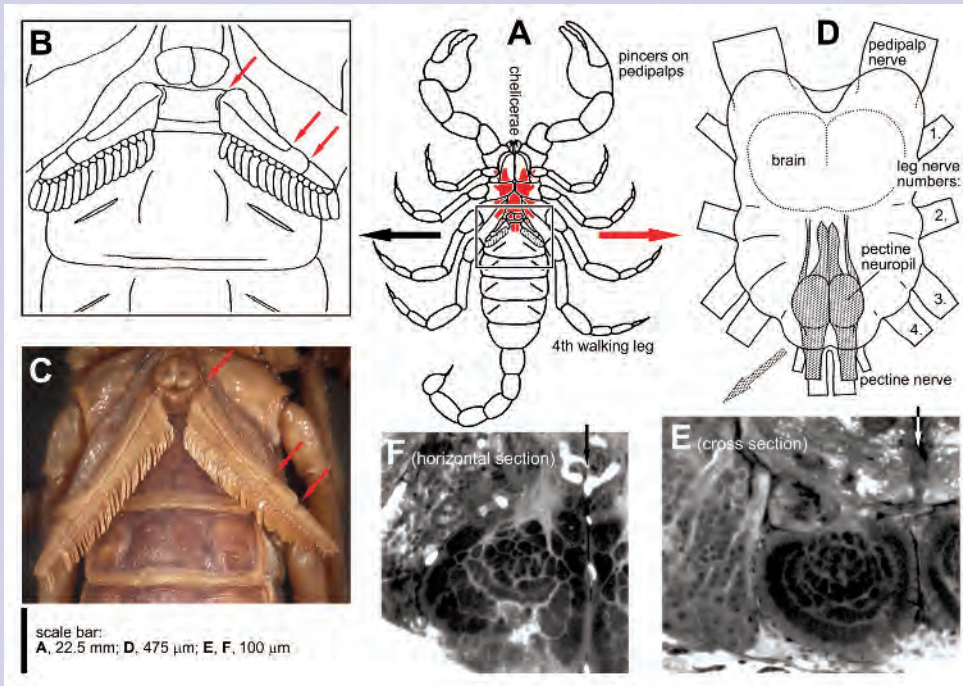 B
A
pincers on
pedipalps
chelicerae
4th walking leg
D
pedipalp
nerve
brain
1.
leg nerve
numbers:
2.
pectine
neuropil
3.
4.
pectine nerve
C
F (horizontal section)
E (cross section)
scale bar:
A, 22.5 mm; D, 475 μm; E, F, 100 μm